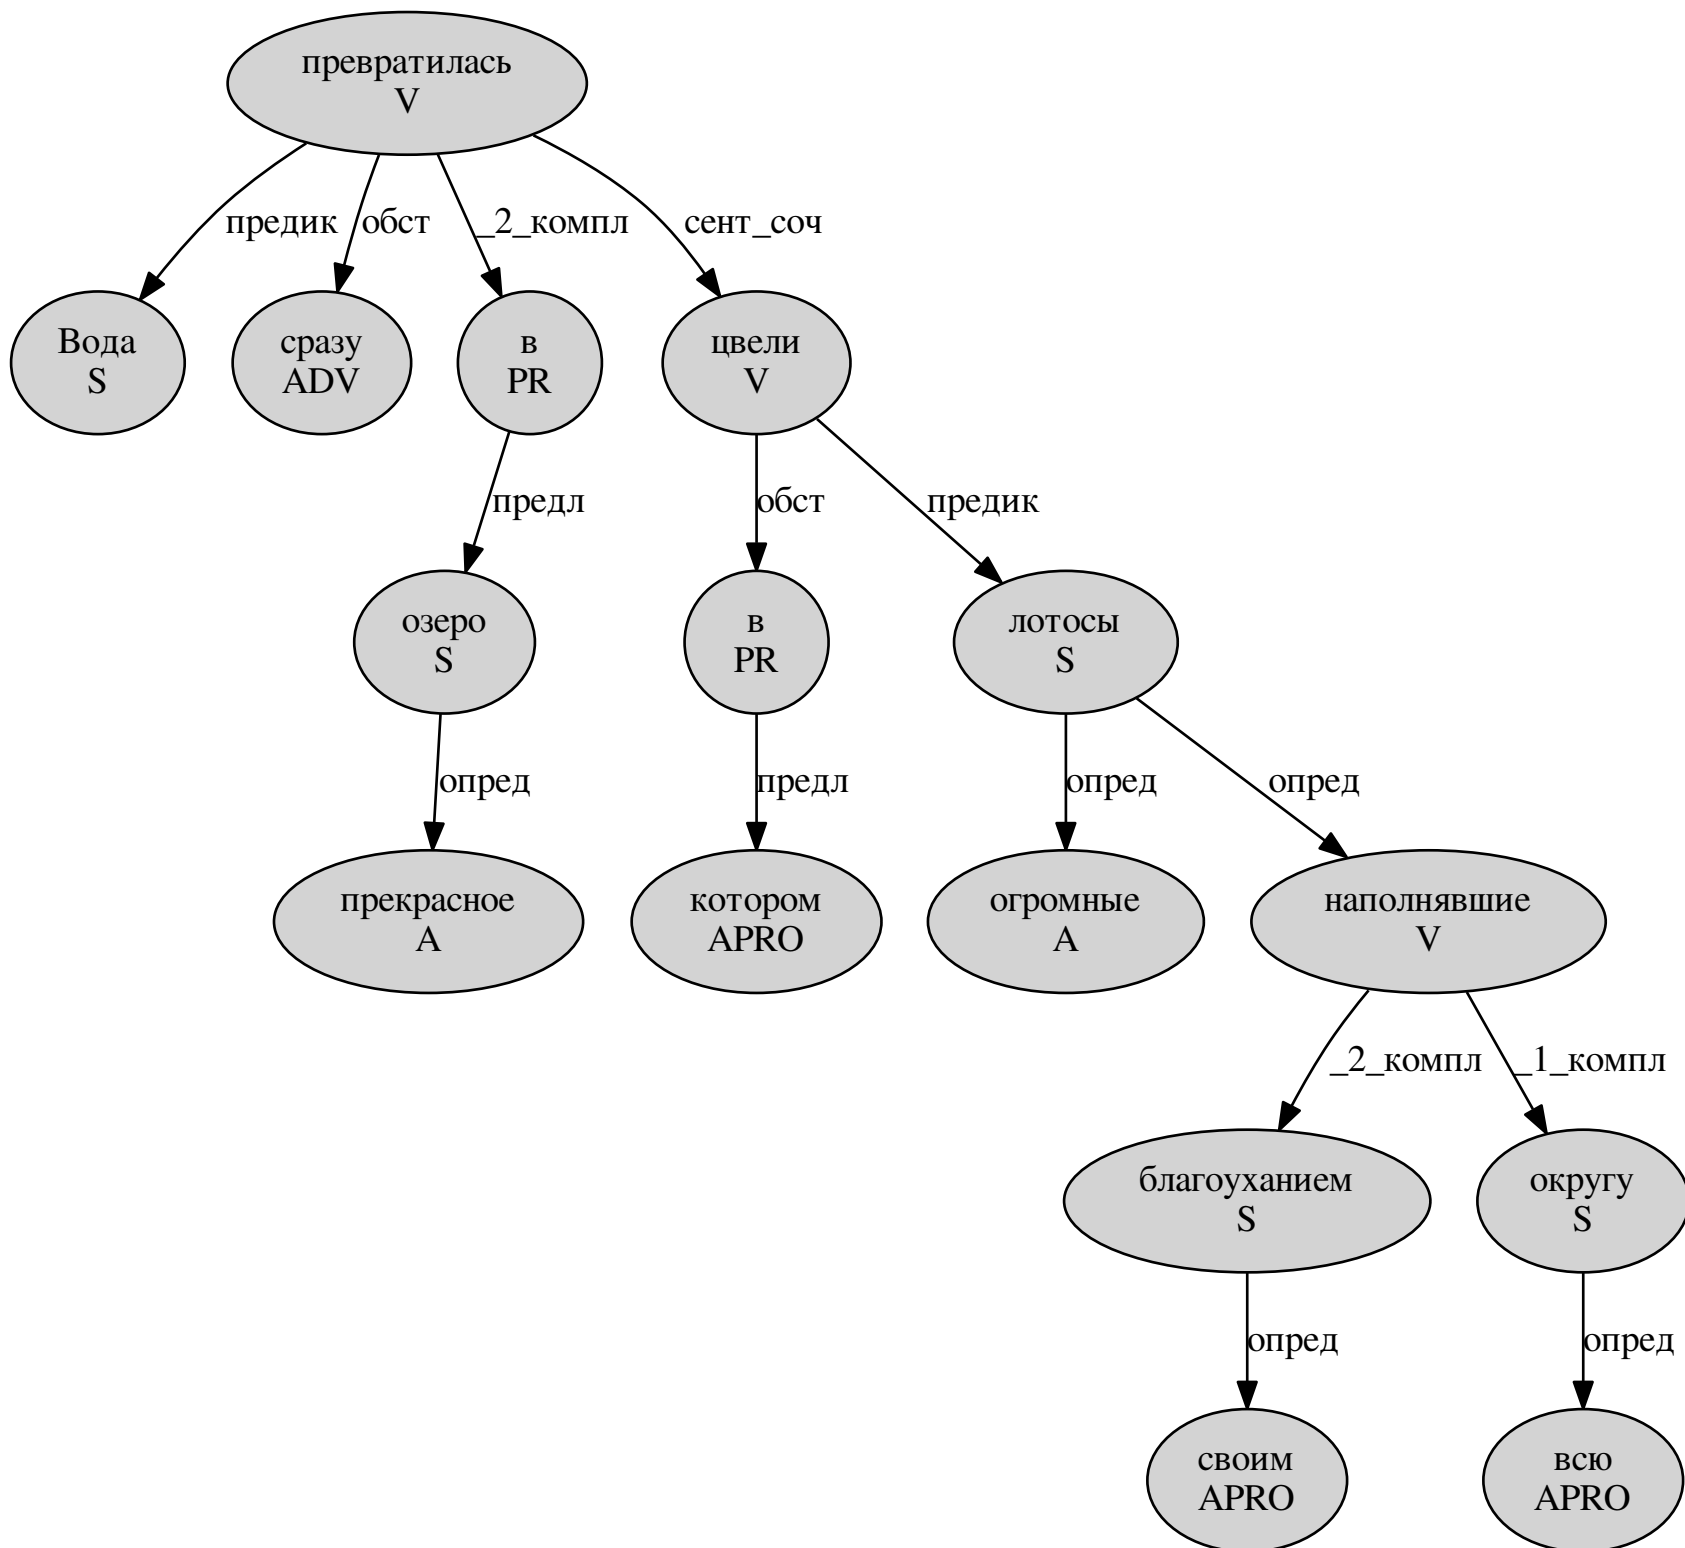 превратилась
V
предик
обст
_2_компл
сент_соч
Вода
S
сразу
ADV
в
PR
цвели
V
предл
обст
предик
озеро
S
в
PR
лотосы
S
опред
предл
опред
опред
прекрасное
A
котором
APRO
огромные
A
наполнявшие
V
_2_компл
_1_компл
благоуханием
S
округу
S
опред
опред
своим
APRO
всю
APRO